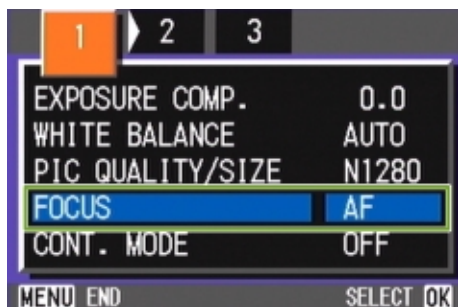 1 2 3
EXPOSURE COMP. 0.0
WHITE BALANCE AUTO
PIC QUALITY/SIZE N1280
FOCUS AF
CONT. MODE OFF
MENU END SELECT OK